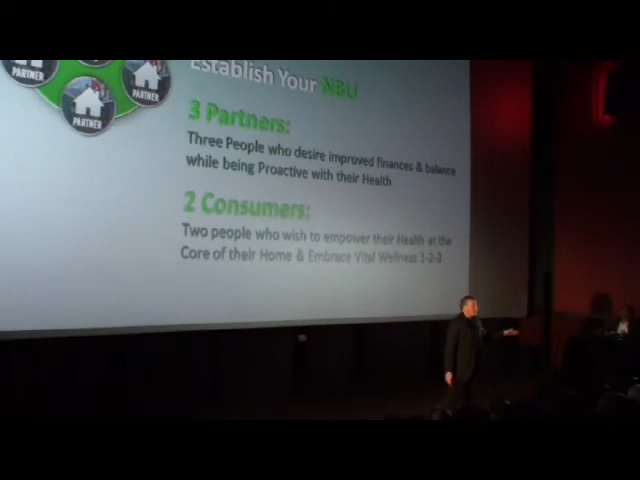 PARTNER
PARTNER
PARTNER
Establish Your NBU
3 Partners:
Three People who desire improved finances & balance
while being Proactive with their Health
2 Consumers:
Two people who wish to empower their Health at the
Core of their Home & Embrace Vital Wellness 1-2-3